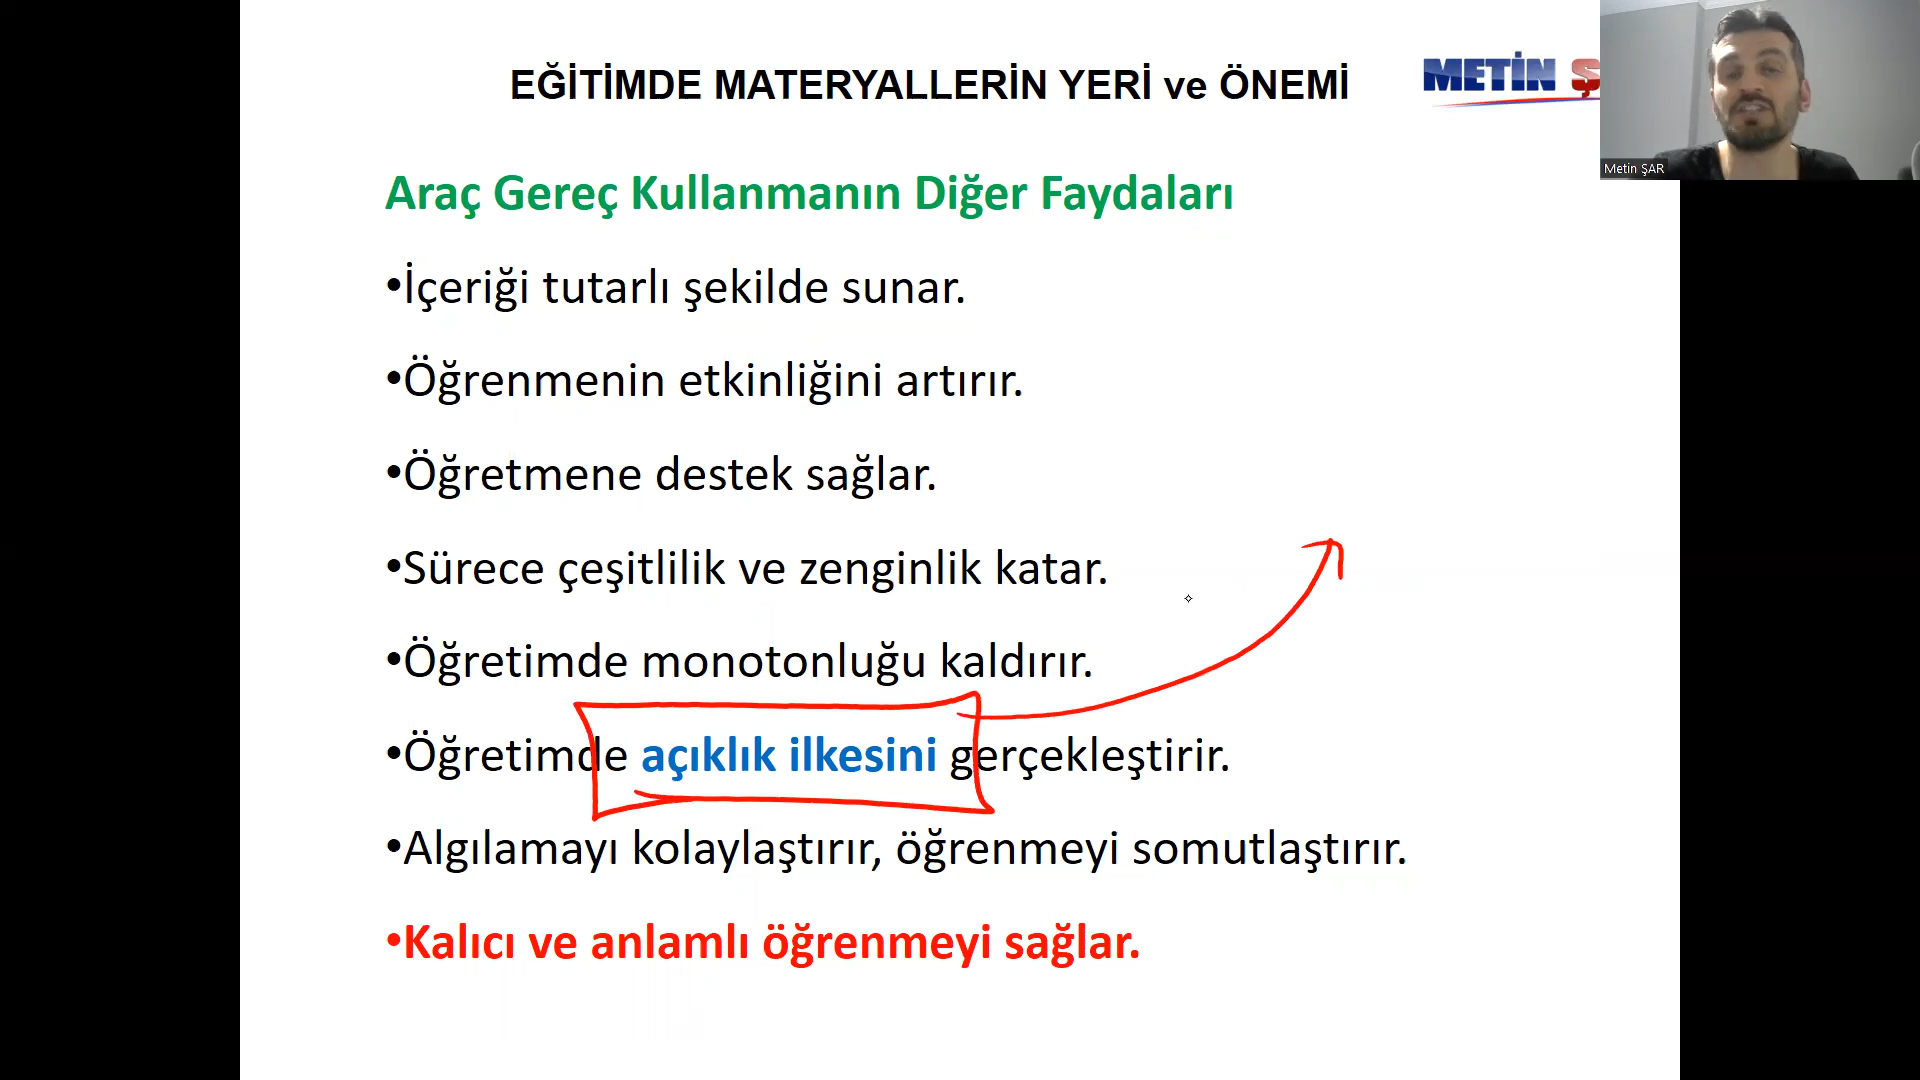 EĞİTİMDE MATERYALLERİN YERİ ve ÖNEMİ
METİN Ş
Metin ŞAR
Araç Gereç Kullanmanın Diğer Faydaları
•İçeriği tutarlı şekilde sunar.
•Öğrenmenin etkinliğini artırır.
•Öğretmene destek sağlar.
•Sürece çeşitlilik ve zenginlik katar.
•Öğretimde monotonluğu kaldırır.
•Öğretimde açıklık ilkesini gerçekleştirir.
•Algılamayı kolaylaştırır, öğrenmeyi somutlaştırır.
•Kalıcı ve anlamlı öğrenmeyi sağlar.